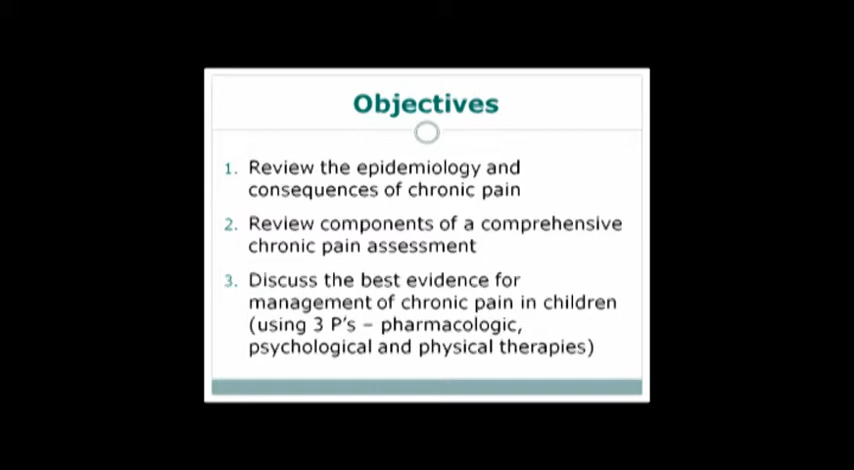 Objectives
1. Review the epidemiology and
consequences of chronic pain
2. Review components of a comprehensive
chronic pain assessment
3. Discuss the best evidence for
management of chronic pain in children
(using 3 P's – pharmacologic,
psychological and physical therapies)